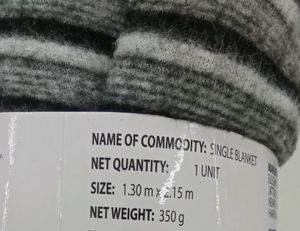 NAME OF COMMODITY: SINGLE BLANKET
NET QUANTITY: 1 UNIT
SIZE: 1.30 m x 2.15 m
NET WEIGHT: 350 g